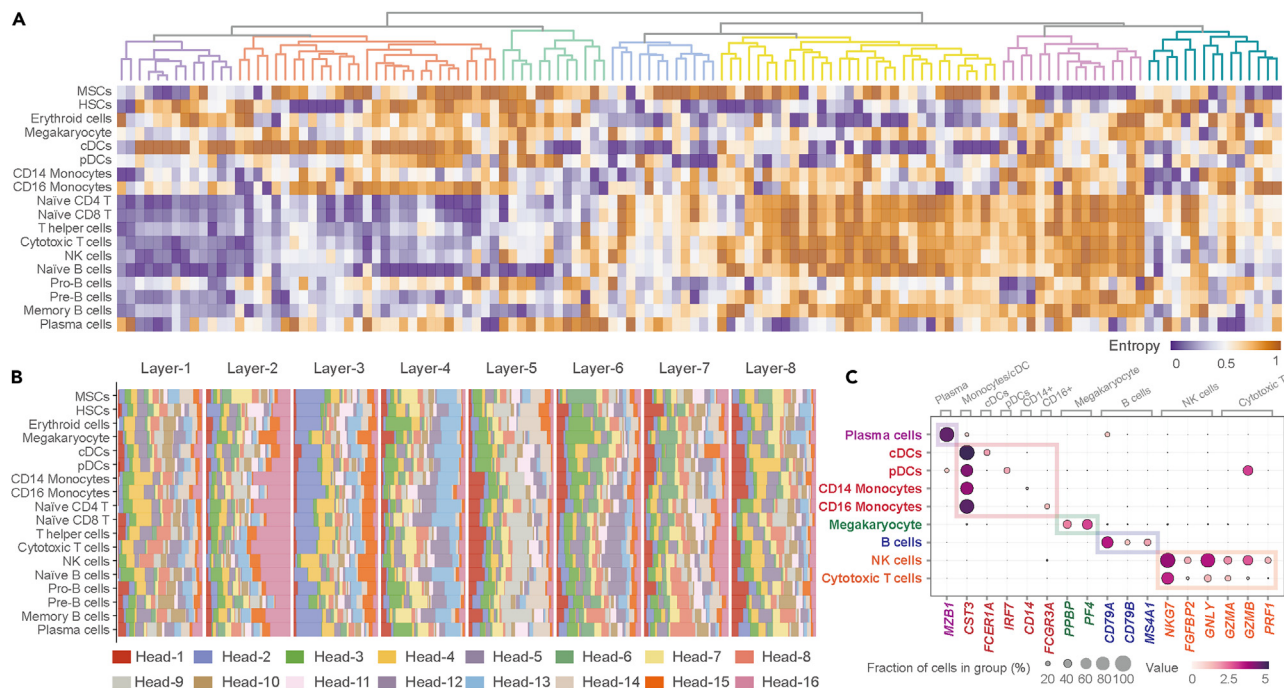 A
MSCs
HSCs
Erythroid cells
Megakaryocyte
cDCs
pDCs
CD14 Monocytes
CD16 Monocytes
Naïve CD4 T
Naïve CD8 T
T helper cells
Cytotoxic T cells
NK cells
Naïve B cells
Pro-B cells
Pre-B cells
Memory B cells
Plasma cells
Entropy
0 0.5 1
B
Layer-1 Layer-2 Layer-3 Layer-4 Layer-5 Layer-6 Layer-7 Layer-8
MSCs
HSCs
Erythroid cells
Megakaryocyte
cDCs
pDCs
CD14 Monocytes
CD16 Monocytes
Naïve CD4 T
Naïve CD8 T
T helper cells
Cytotoxic T cells
NK cells
Naïve B cells
Pro-B cells
Pre-B cells
Memory B cells
Plasma cells
Head-1 Head-2 Head-3 Head-4 Head-5 Head-6 Head-7 Head-8
Head-9 Head-10 Head-11 Head-12 Head-13 Head-14 Head-15 Head-16
C
Plasma Monocytes/cDC cDCs pDCs CD14+ CD16+ Megakaryocyte B cells NK cells Cytotoxic T
Plasma cells
cDCs
pDCs
CD14 Monocytes
CD16 Monocytes
Megakaryocyte
B cells
NK cells
Cytotoxic T cells
MZB1 CST3 FCER1A IRF7 CD14 FCGR3A PPBP PF4 CD79A CD79B MS4A1 NKG7 FGFBP2 GNLY GZMA GZMB PRF1
Fraction of cells in group (%)
20 40 60 80 100
Value
0 2.5 5